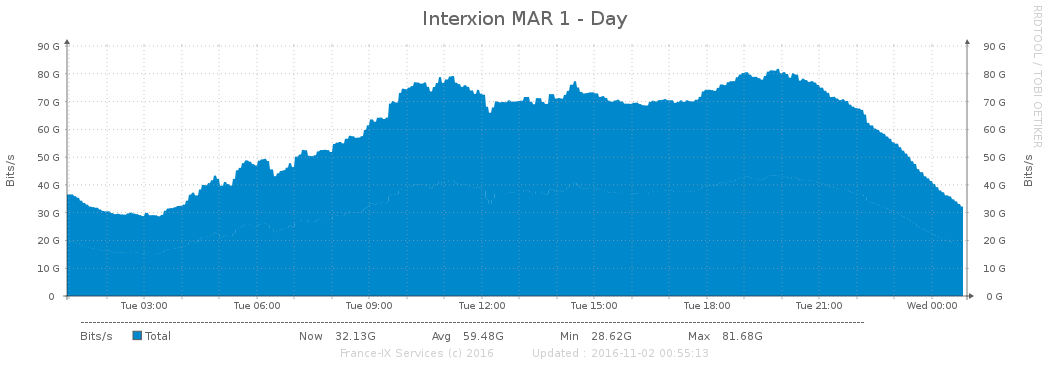 Interxion MAR 1 - Day
RRDTOOL / TOBI OETIKER
Bits/s
90 G 90 G
80 G 80 G
70 G 70 G
60 G 60 G
50 G 50 G
40 G 40 G
30 G 30 G
20 G 20 G
10 G 10 G
0 0 G
Bits/s
Tue 03:00 Tue 06:00 Tue 09:00 Tue 12:00 Tue 15:00 Tue 18:00 Tue 21:00 Wed 00:00
Bits/s Total Now 32.13G Avg 59.48G Min 28.62G Max 81.68G
France-IX Services (c) 2016 Updated : 2016-11-02 00:55:13